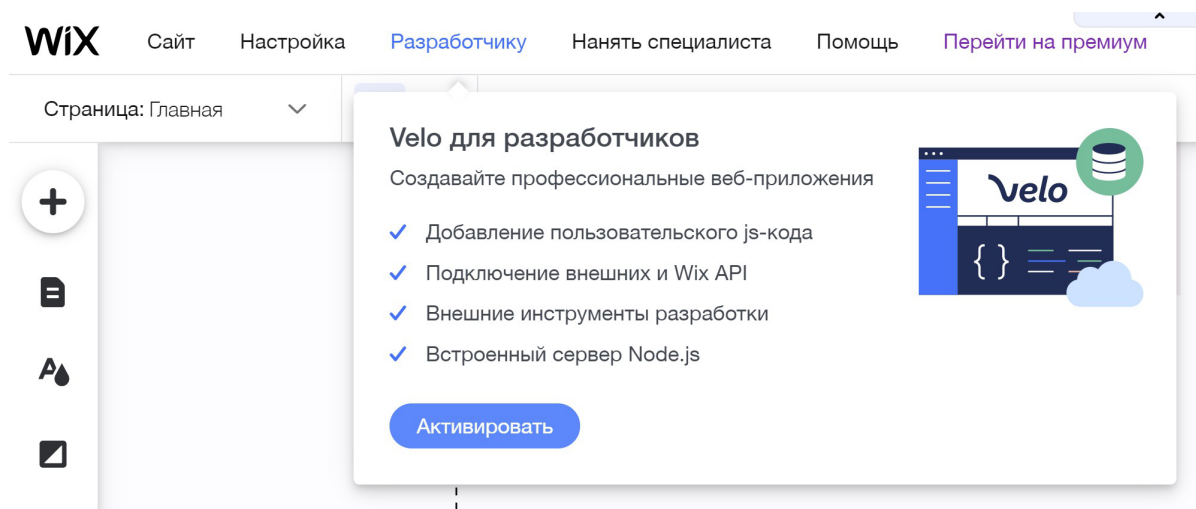 WiX Сайт Настройка Разработчику Нанять специалиста Помощь Перейти на премиум
Страница: Главная
Velo для разработчиков
Создавайте профессиональные веб-приложения
Добавление пользовательского js-кода
Подключение внешних и Wix API
Внешние инструменты разработки
Встроенный сервер Node.js
Активировать
velo
{ }